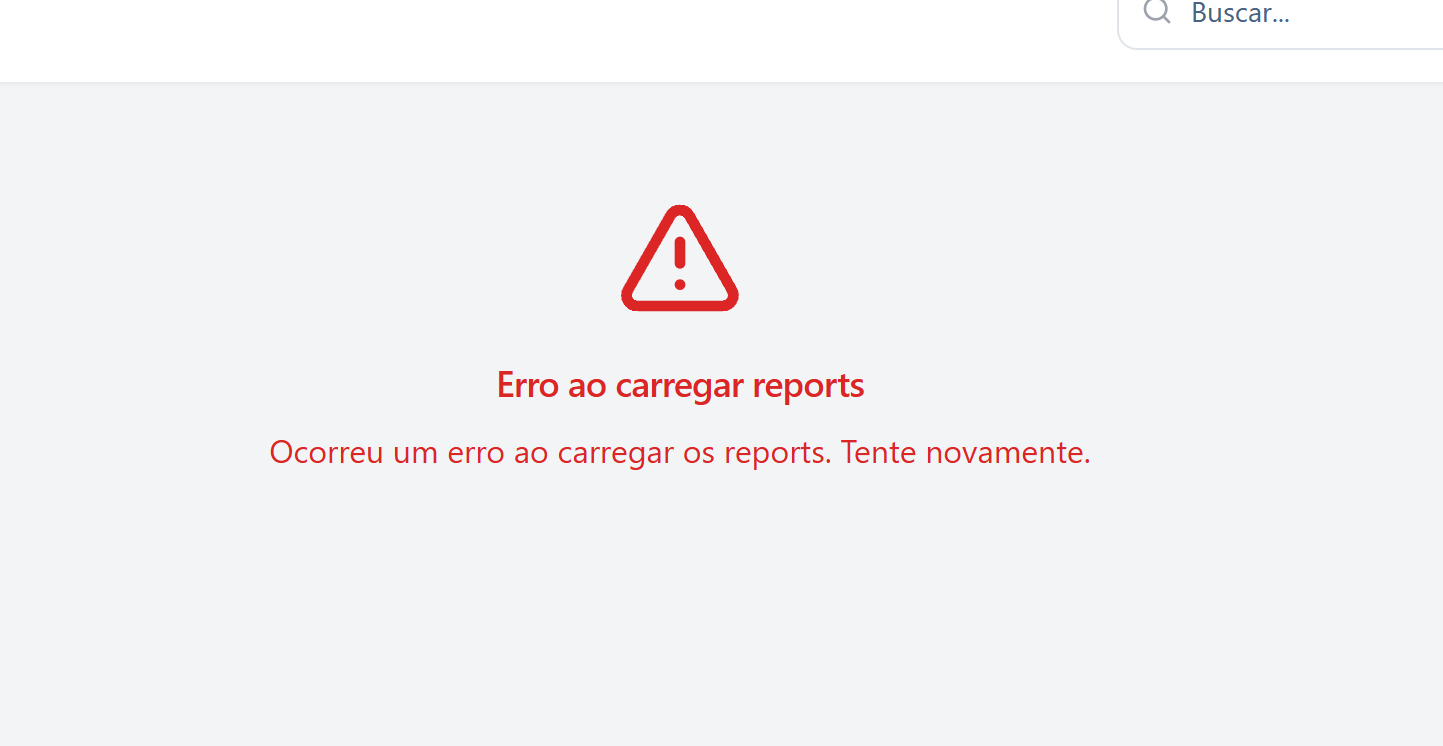 Buscar...
Erro ao carregar reports
Ocorreu um erro ao carregar os reports. Tente novamente.